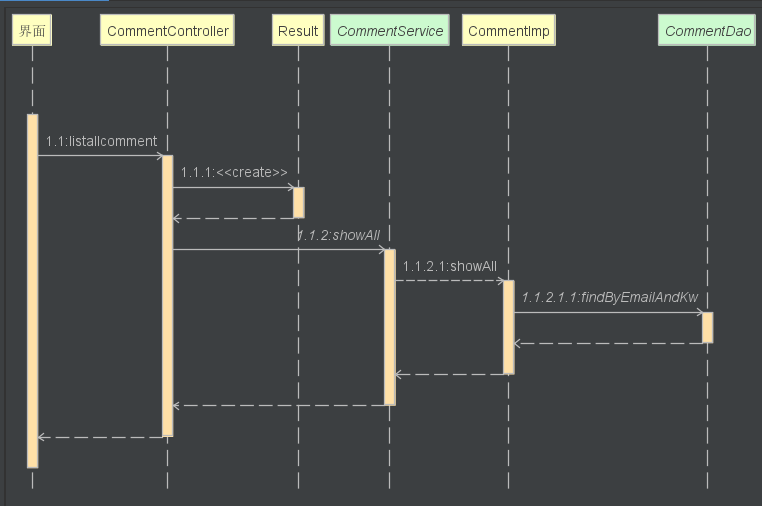 界面
CommentController
Result
CommentService
CommentImp
CommentDao
1.1:listallcomment
1.1.1:<<create>>
1.1.2:showAll
1.1.2.1:showAll
1.1.2.1.1:findByEmailAndKw